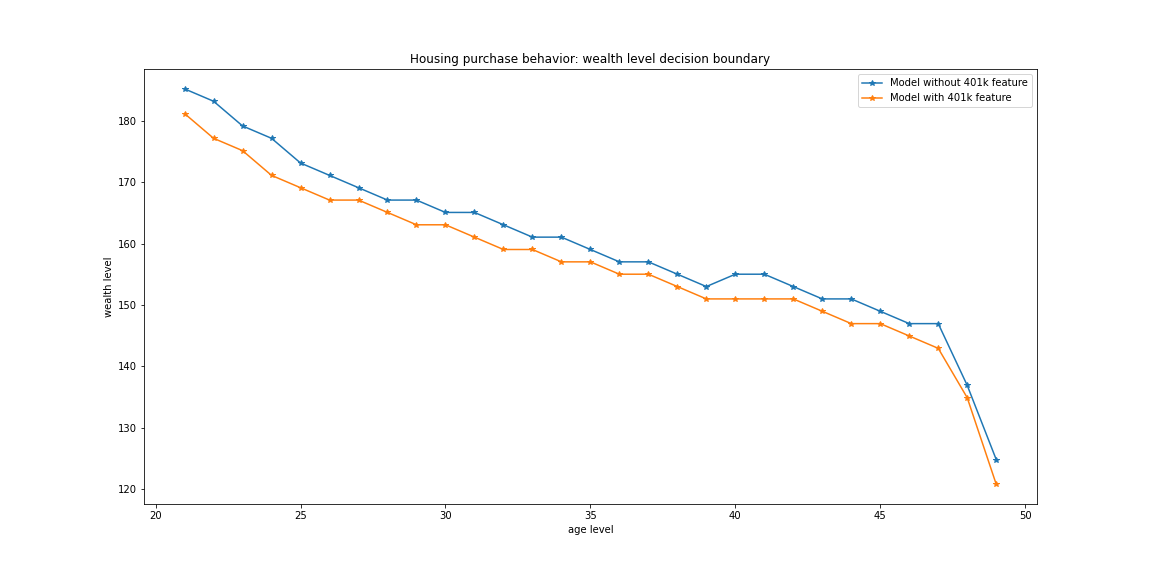 Housing purchase behavior: wealth level decision boundary
Model without 401k feature
Model with 401k feature
wealth level
180
170
160
150
140
130
120
20 25 30 35 40 45 50
age level